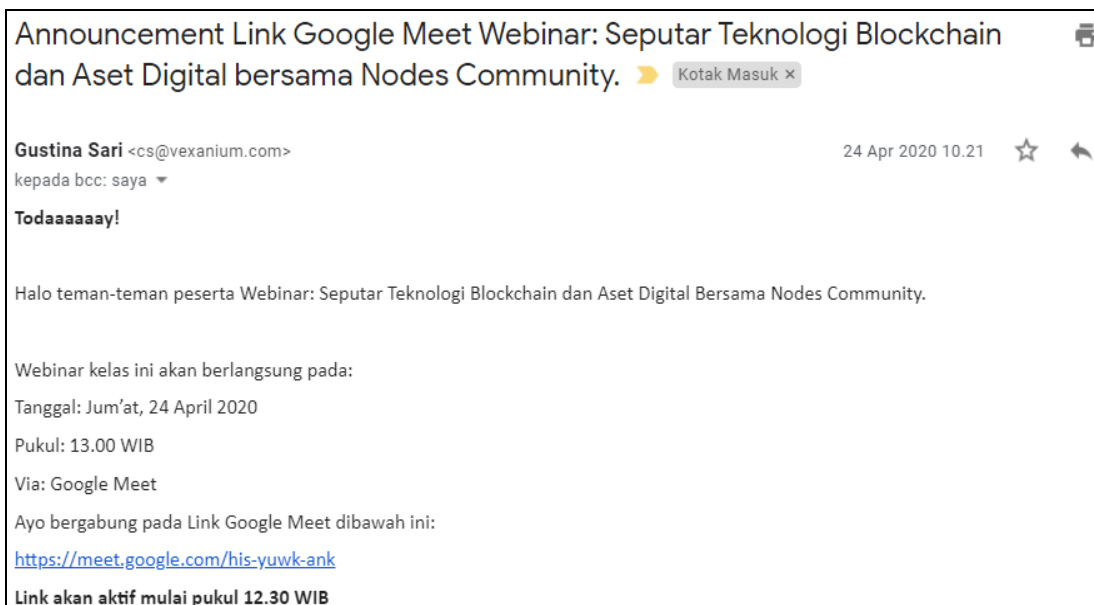 Announcement Link Google Meet Webinar: Seputar Teknologi Blockchain
dan Aset Digital bersama Nodes Community. Kotak Masuk ×
Gustina Sari <cs@vexanium.com> 24 Apr 2020 10.21
kepada bcc: saya
Todaaaaaay!
Halo teman-teman peserta Webinar: Seputar Teknologi Blockchain dan Aset Digital Bersama Nodes Community.
Webinar kelas ini akan berlangsung pada:
Tanggal: Jum’at, 24 April 2020
Pukul: 13.00 WIB
Via: Google Meet
Ayo bergabung pada Link Google Meet dibawah ini:
https://meet.google.com/his-yuwk-ank
Link akan aktif mulai pukul 12.30 WIB